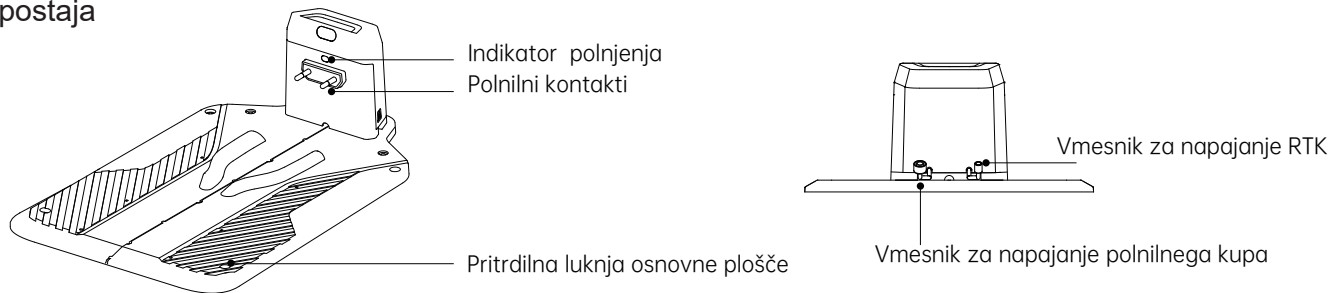 postaja
Indikator polnjenja
Polnilni kontakti
Pritrdilna luknja osnovne plošče
Vmesnik za napajanje RTK
Vmesnik za napajanje polnilnega kupa